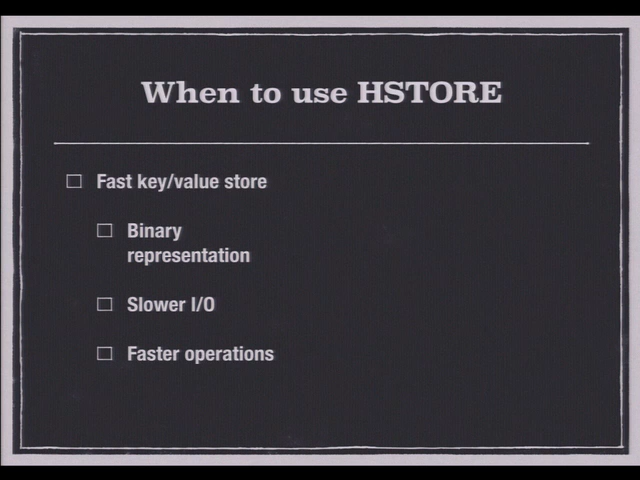 When to use HSTORE
Fast key/value store
Binary
representation
Slower I/O
Faster operations